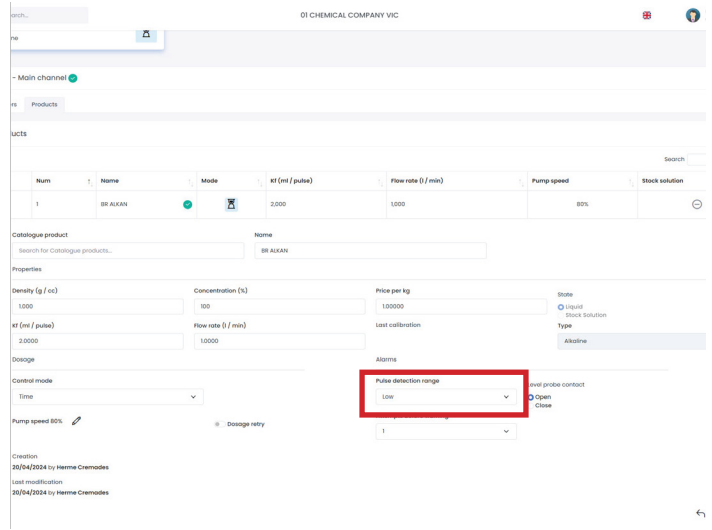 arch...
01 CHEMICAL COMPANY VIC
ne
- Main channel
rs Products
ucts
Search
Num Name Mode Kf (ml / pulse) Flow rate (l / min) Pump speed Stock solution
1 BR ALKAN 2,000 1,000 80%
Catalogue product Name
Search for Catalogue products... BR ALKAN
Properties
Density (g / cc) Concentration (%) Price per kg State
1.000 100 1.00000 Liquid
Stock Solution
Kf (ml / pulse) Flow rate (l / min) Last calibration Type
2.0000 1.0000 Alkaline
Dosage Alarms
Control mode Pulse detection range Level probe contact
Time Low Open
Close
Pump speed 80% Dosage retry
1
Creation
20/04/2024 by Herme Cremades
Last modification
20/04/2024 by Herme Cremades